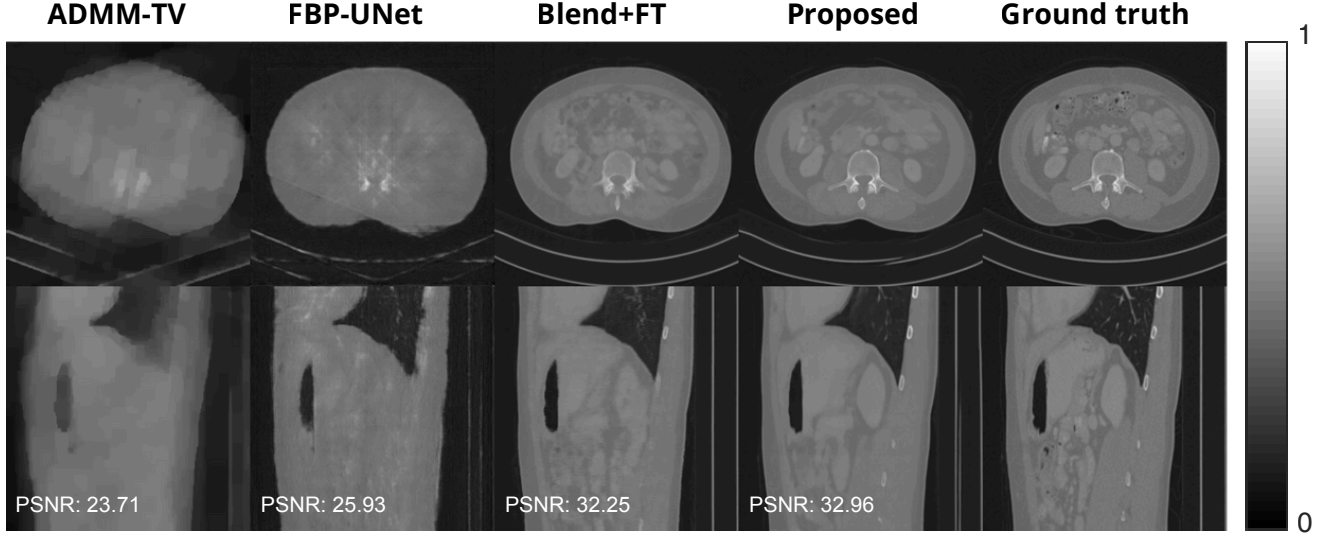 ADMM-TV FBP-UNet Blend+FT Proposed Ground truth
1
PSNR: 23.71 PSNR: 25.93 PSNR: 32.25 PSNR: 32.96
0